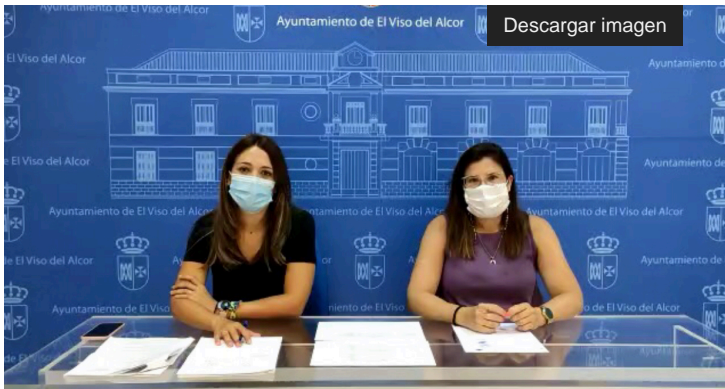 Ayuntamiento de El Viso del Alcor
Descargar imagen
El Viso del Alcor
Ayuntamiento d
e El Viso del Alcor
Ayuntamiento de
Ayuntamiento de El Viso del Alcor
Ayuntamiento de El Viso del Alcor
Ayuntamiento de El Viso del Alcor
de El Viso del Alcor
Ayuntamiento de
Ayuntamiento de El Viso
miento de El Viso del Alcor
Viso del Alcor